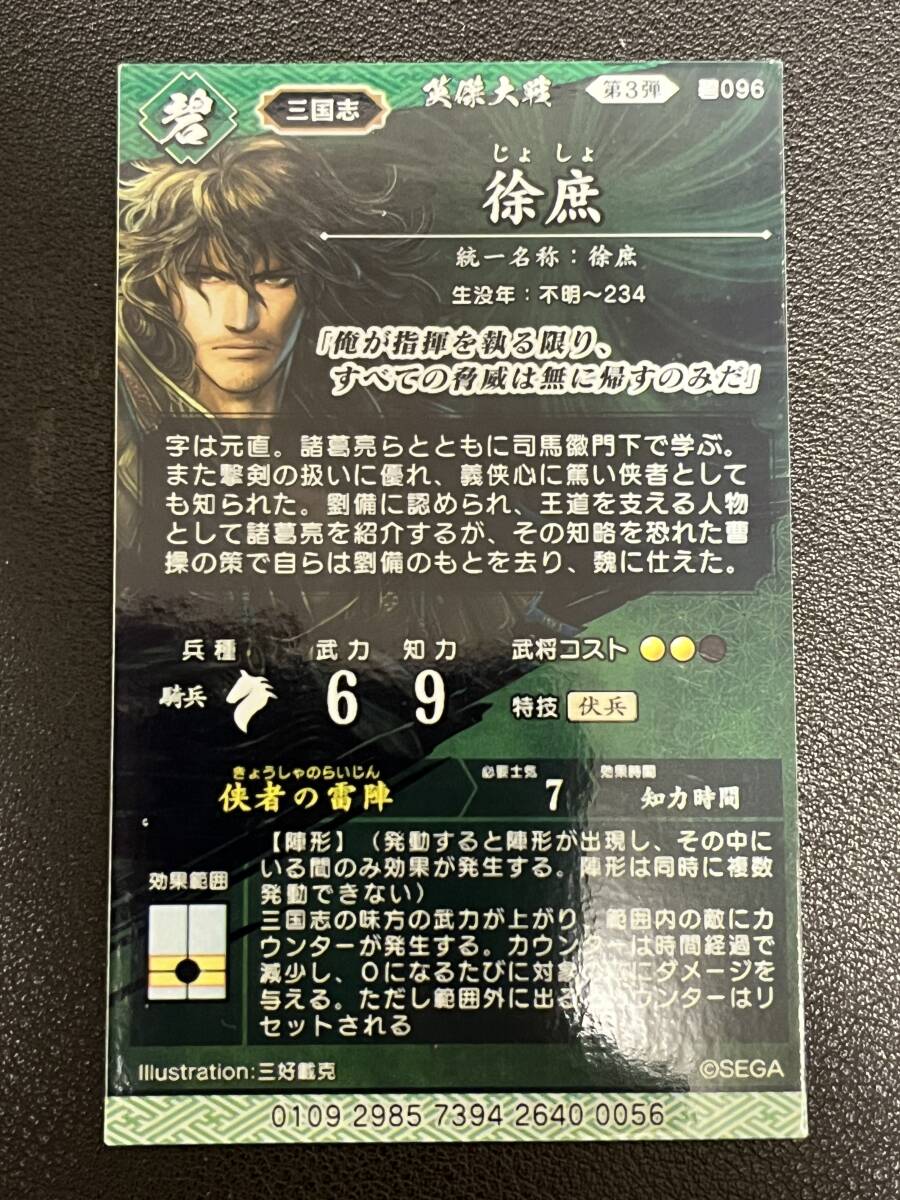 碧
三国志
英傑大戦
第3弾
碧096
じょ しょ
徐庶
統一名称：徐庶
生没年：不明～234
「俺が指揮を執る限り、
すべての脅威は無に帰すのみだ」
字は元直。諸葛亮らとともに司馬徽門下で学ぶ。
また撃剣の扱いに優れ、義侠心に篤い侠者として
も知られた。劉備に認められ、王道を支える人物
として諸葛亮を紹介するが、その知略を恐れた曹
操の策で自らは劉備のもとを去り、魏に仕えた。
兵種 武力 知力 武将コスト
騎兵 6 9 特技 伏兵
きょうしゃのらいじん
侠者の雷陣
必要士気 7
効果時間 知力時間
効果範囲
【陣形】（発動すると陣形が出現し、その中に
いる間のみ効果が発生する。陣形は同時に複数
発動できない）
三国志の味方の武力が上がり、範囲内の敵にカ
ウンターが発生する。カウンターは時間経過で
減少し、0になるたびに対象の にダメージを
与える。ただし範囲外に出る ウンターはリ
セットされる
Illustration:三好載克
©SEGA
0109 2985 7394 2640 0056